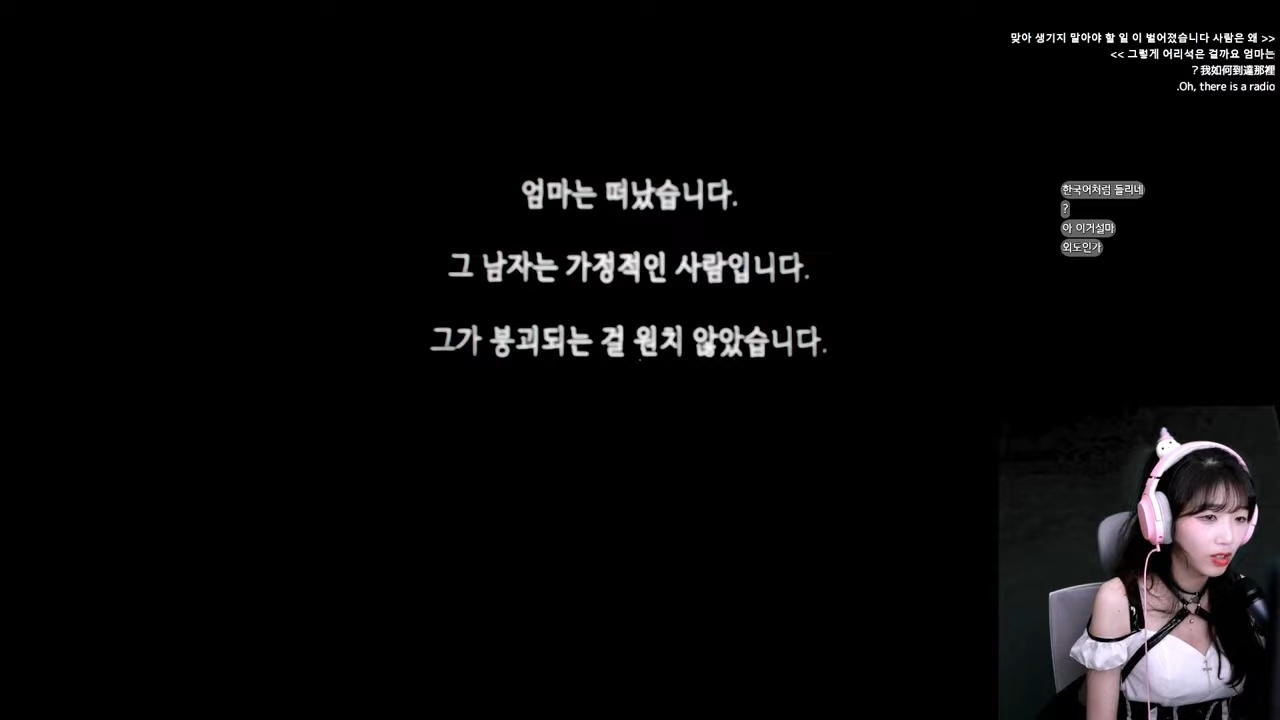 맞아 생기지 말아야 할 일 이 벌어졌습니다 사람은 왜 >>
<< 그렇게 어리석은 걸까요 엄마는
? 我如何到達那裡
.Oh, there is a radio
엄마는 떠났습니다.
그 남자는 가정적인 사람입니다.
그가 붕괴되는 걸 원치 않았습니다.
한국어처럼 들리네
?
아 이거설마
외도인가